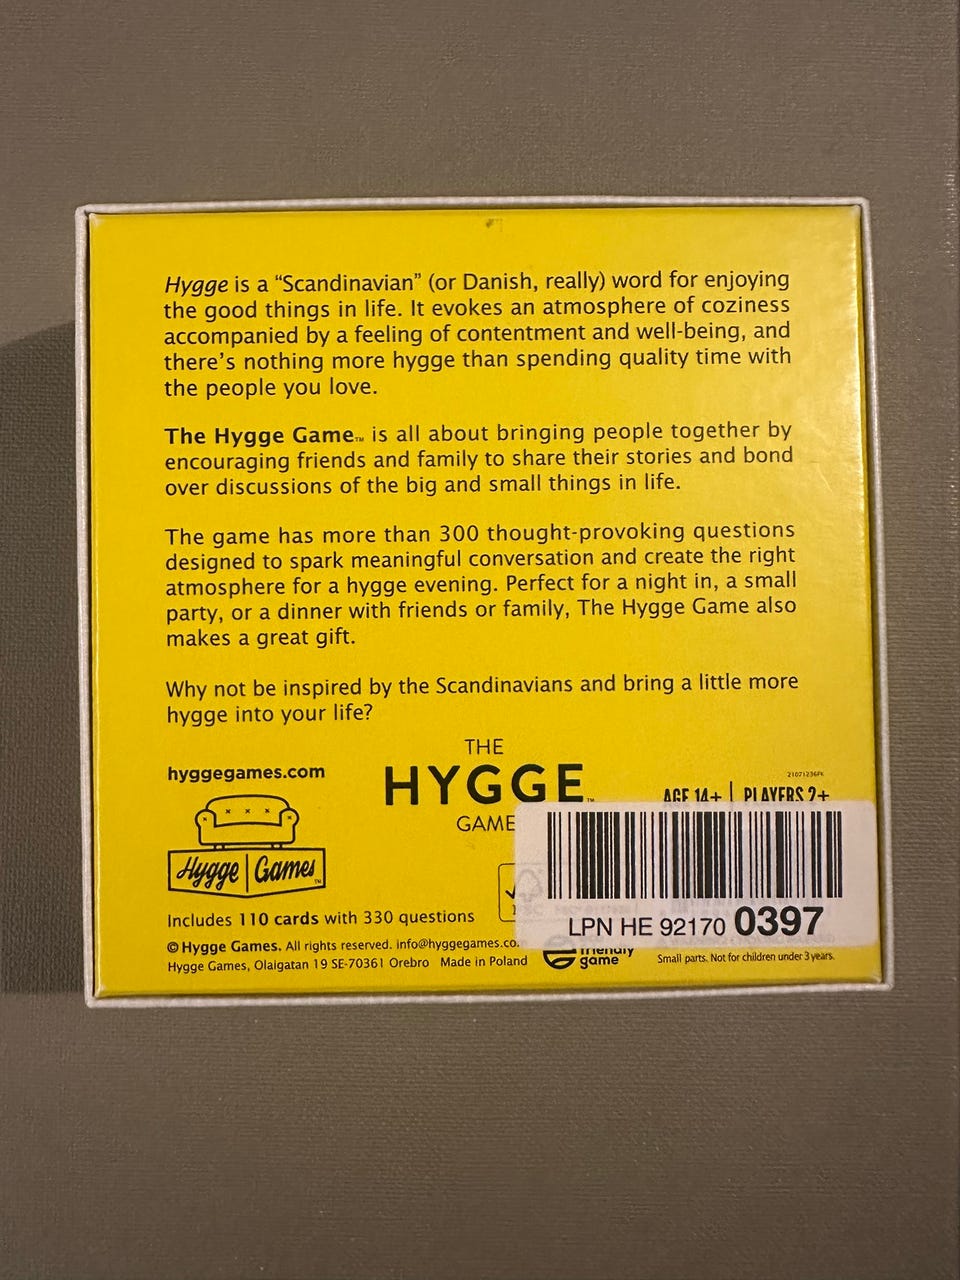 Hygge is a “Scandinavian” (or Danish, really) word for enjoying
the good things in life. It evokes an atmosphere of coziness
accompanied by a feeling of contentment and well-being, and
there’s nothing more hygge than spending quality time with
the people you love.
The Hygge Game™ is all about bringing people together by
encouraging friends and family to share their stories and bond
over discussions of the big and small things in life.
The game has more than 300 thought-provoking questions
designed to spark meaningful conversation and create the right
atmosphere for a hygge evening. Perfect for a night in, a small
party, or a dinner with friends or family, The Hygge Game also
makes a great gift.
Why not be inspired by the Scandinavians and bring a little more
hygge into your life?
THE
HYGGE™
GAME
hyggegames.com
Hygge Games™
21071236FK
AGE 14+ | PLAYERS 2+
LPN HE 92170 0397
Includes 110 cards with 330 questions
© Hygge Games. All rights reserved. info@hyggegames.co
Hygge Games, Olaigatan 19 SE-70361 Orebro Made in Poland
friendly
game
Small parts. Not for children under 3 years.